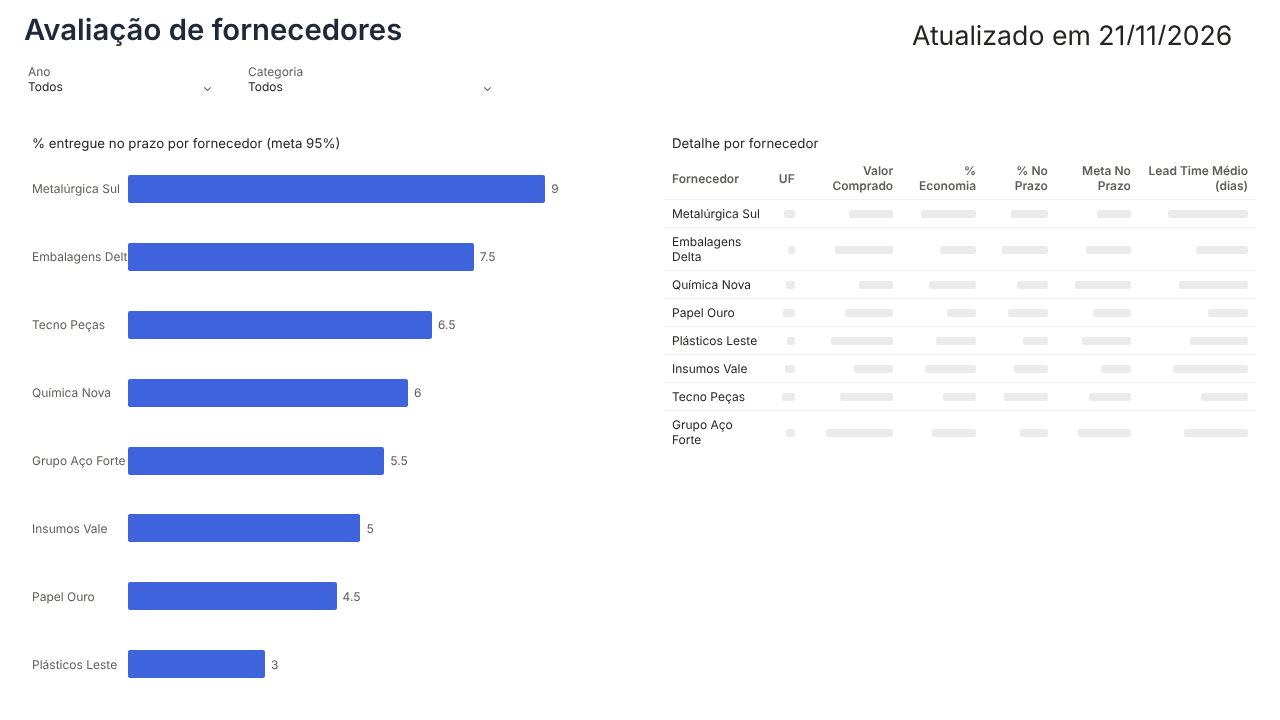 Avaliação de fornecedores
Atualizado em 21/11/2026
Ano
Todos
Categoria
Todos
% entregue no prazo por fornecedor (meta 95%)
Metalúrgica Sul 9
Embalagens Delt 7.5
Tecno Peças 6.5
Química Nova 6
Grupo Aço Forte 5.5
Insumos Vale 5
Papel Ouro 4.5
Plásticos Leste 3
Detalhe por fornecedor
Fornecedor UF Valor Comprado % Economia % No Prazo Meta No Prazo Lead Time Médio (dias)
Metalúrgica Sul
Embalagens
Delta
Química Nova
Papel Ouro
Plásticos Leste
Insumos Vale
Tecno Peças
Grupo Aço
Forte